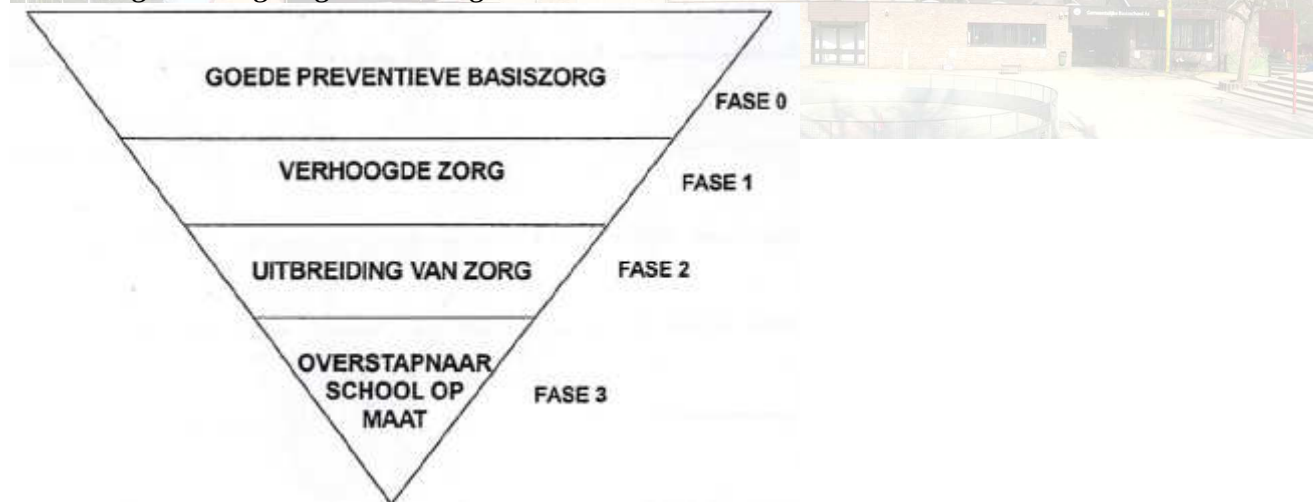 GOEDE PREVENTIEVE BASISZORG
FASE 0
VERHOOGDE ZORG
FASE 1
UITBREIDING VAN ZORG
FASE 2
OVERSTAPNAAR
SCHOOL OP
MAAT
FASE 3